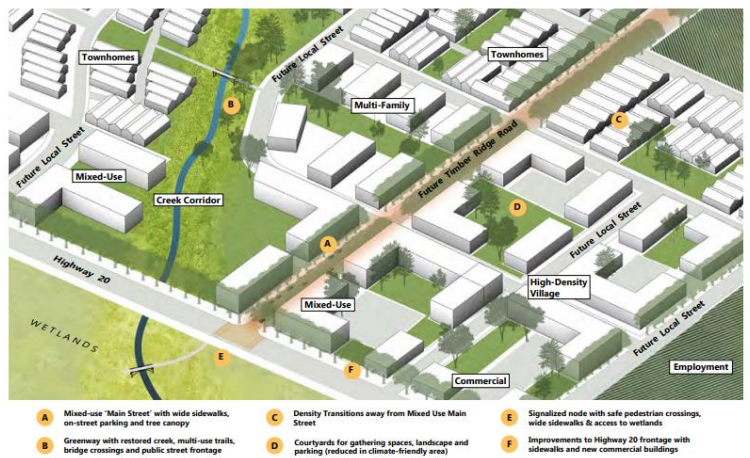 Future Local Street
Townhomes
Townhomes
B
Multi-Family
C
Future Local Street
Future Timber Ridge Road
Mixed-Use
Creek Corridor
D
Future Local Street
A
Highway 20
High-Density
Village
Mixed-Use
WETLANDS
Future Local Street
E
F
Employment
Commercial
A Mixed-use 'Main Street' with wide sidewalks,
on-street parking and tree canopy
B Greenway with restored creek, multi-use trails,
bridge crossings and public street frontage
C Density Transitions away from Mixed Use Main
Street
D Courtyards for gathering spaces, landscape and
parking (reduced in climate-friendly area)
E Signalized node with safe pedestrian crossings,
wide sidewalks & access to wetlands
F Improvements to Highway 20 frontage with
sidewalks and new commercial buildings